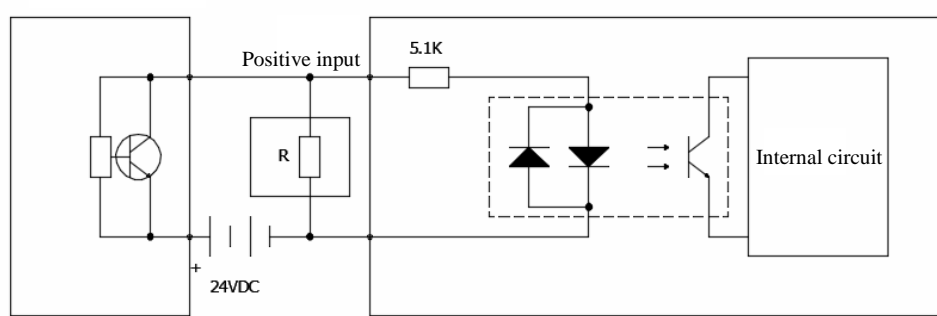 5.1K
Positive input
R
Internal circuit
+
24VDC